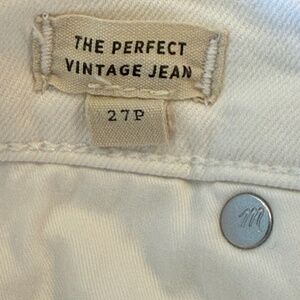 THE PERFECT
VINTAGE JEAN
27P
m